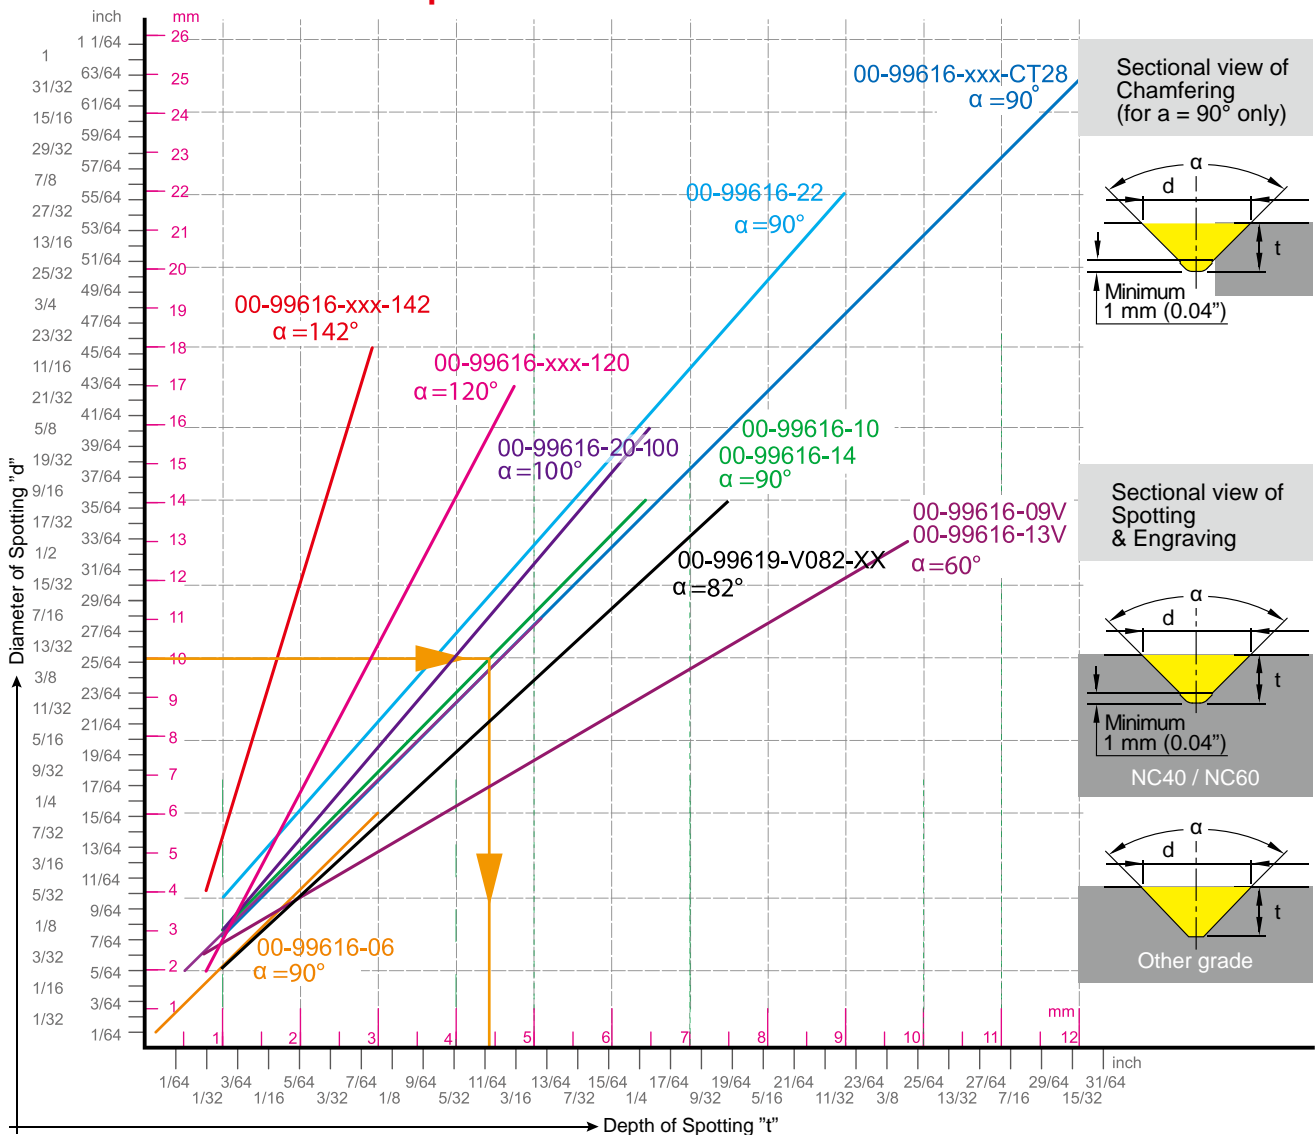 inch
mm
1 1/64
1
63/64
31/32
61/64
15/16
59/64
29/32
57/64
7/8
55/64
27/32
53/64
13/16
51/64
25/32
49/64
3/4
47/64
23/32
45/64
11/16
43/64
21/32
41/64
5/8
39/64
19/32
37/64
9/16
35/64
17/32
33/64
1/2
31/64
15/32
29/64
7/16
27/64
13/32
25/64
3/8
23/64
11/32
21/64
5/16
19/64
9/32
17/64
1/4
15/64
7/32
13/64
3/16
11/64
5/32
9/64
1/8
7/64
3/32
5/64
1/16
3/64
1/32
1/64
26
25
24
23
22
21
20
19
18
17
16
15
14
13
12
11
10
9
8
7
6
5
4
3
2
1
Diameter of Spotting "d"
00-99616-xxx-CT28
α=90°
00-99616-22
α=90°
00-99616-xxx-142
α=142°
00-99616-xxx-120
α=120°
00-99616-20-100
α=100°
00-99616-10
00-99616-14
α=90°
00-99616-09V
00-99616-13V
α=60°
00-99619-V082-XX
α=82°
00-99616-06
α=90°
1 2 3 4 5 6 7 8 9 10 11 12
mm
1/64 3/64 5/64 7/64 9/64 11/64 13/64 15/64 17/64 19/64 21/64 23/64 25/64 27/64 29/64 31/64
inch
1/32 1/16 3/32 1/8 5/32 3/16 7/32 1/4 9/32 5/16 11/32 3/8 13/32 7/16 15/32
Depth of Spotting "t"
Sectional view of
Chamfering
(for a = 90° only)
α
d
t
Minimum
1 mm (0.04")
Sectional view of
Spotting
& Engraving
α
d
t
Minimum
1 mm (0.04")
NC40 / NC60
α
d
t
Other grade